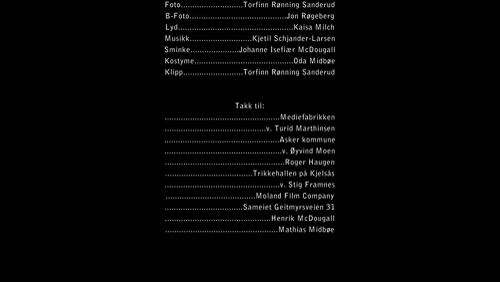 Foto...........................Torfinn Rønning Sanderud
B-Foto...........................................Jon Røgeberg
Lyd...................................................Kaisa Milch
Musikk...........................Kjetil Schjander-Larsen
Sminke.....................Johanne Isefiær McDougall
Kostyme...........................................Oda Midbøe
Klipp..........................Torfinn Rønning Sanderud
Takk til:
..................................................Mediefabrikken
............................................v. Turid Marthinsen
..................................................Asker kommune
...................................................v. Øyvind Moen
....................................................Roger Haugen
......................................Trikkehallen på Kjelsås
..................................................v. Stig Framnes
.......................................Moland Film Company
..................................Sameiet Geitmyrsveien 31
..............................................Henrik McDougall
.................................................Mathias Midbøe